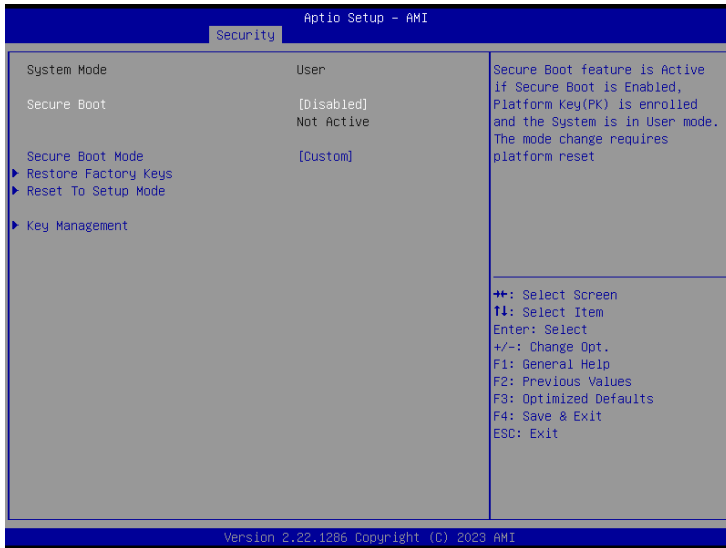 Aptio Setup - AMI
Security
System Mode User
Secure Boot [Disabled]
Not Active
Secure Boot Mode [Custom]
Restore Factory Keys
Reset To Setup Mode
Key Management
Secure Boot feature is Active
if Secure Boot is Enabled,
Platform Key(PK) is enrolled
and the System is in User mode.
The mode change requires
platform reset
→←: Select Screen
↑↓: Select Item
Enter: Select
+/-: Change Opt.
F1: General Help
F2: Previous Values
F3: Optimized Defaults
F4: Save & Exit
ESC: Exit
Version 2.22.1286 Copyright (C) 2023 AMI